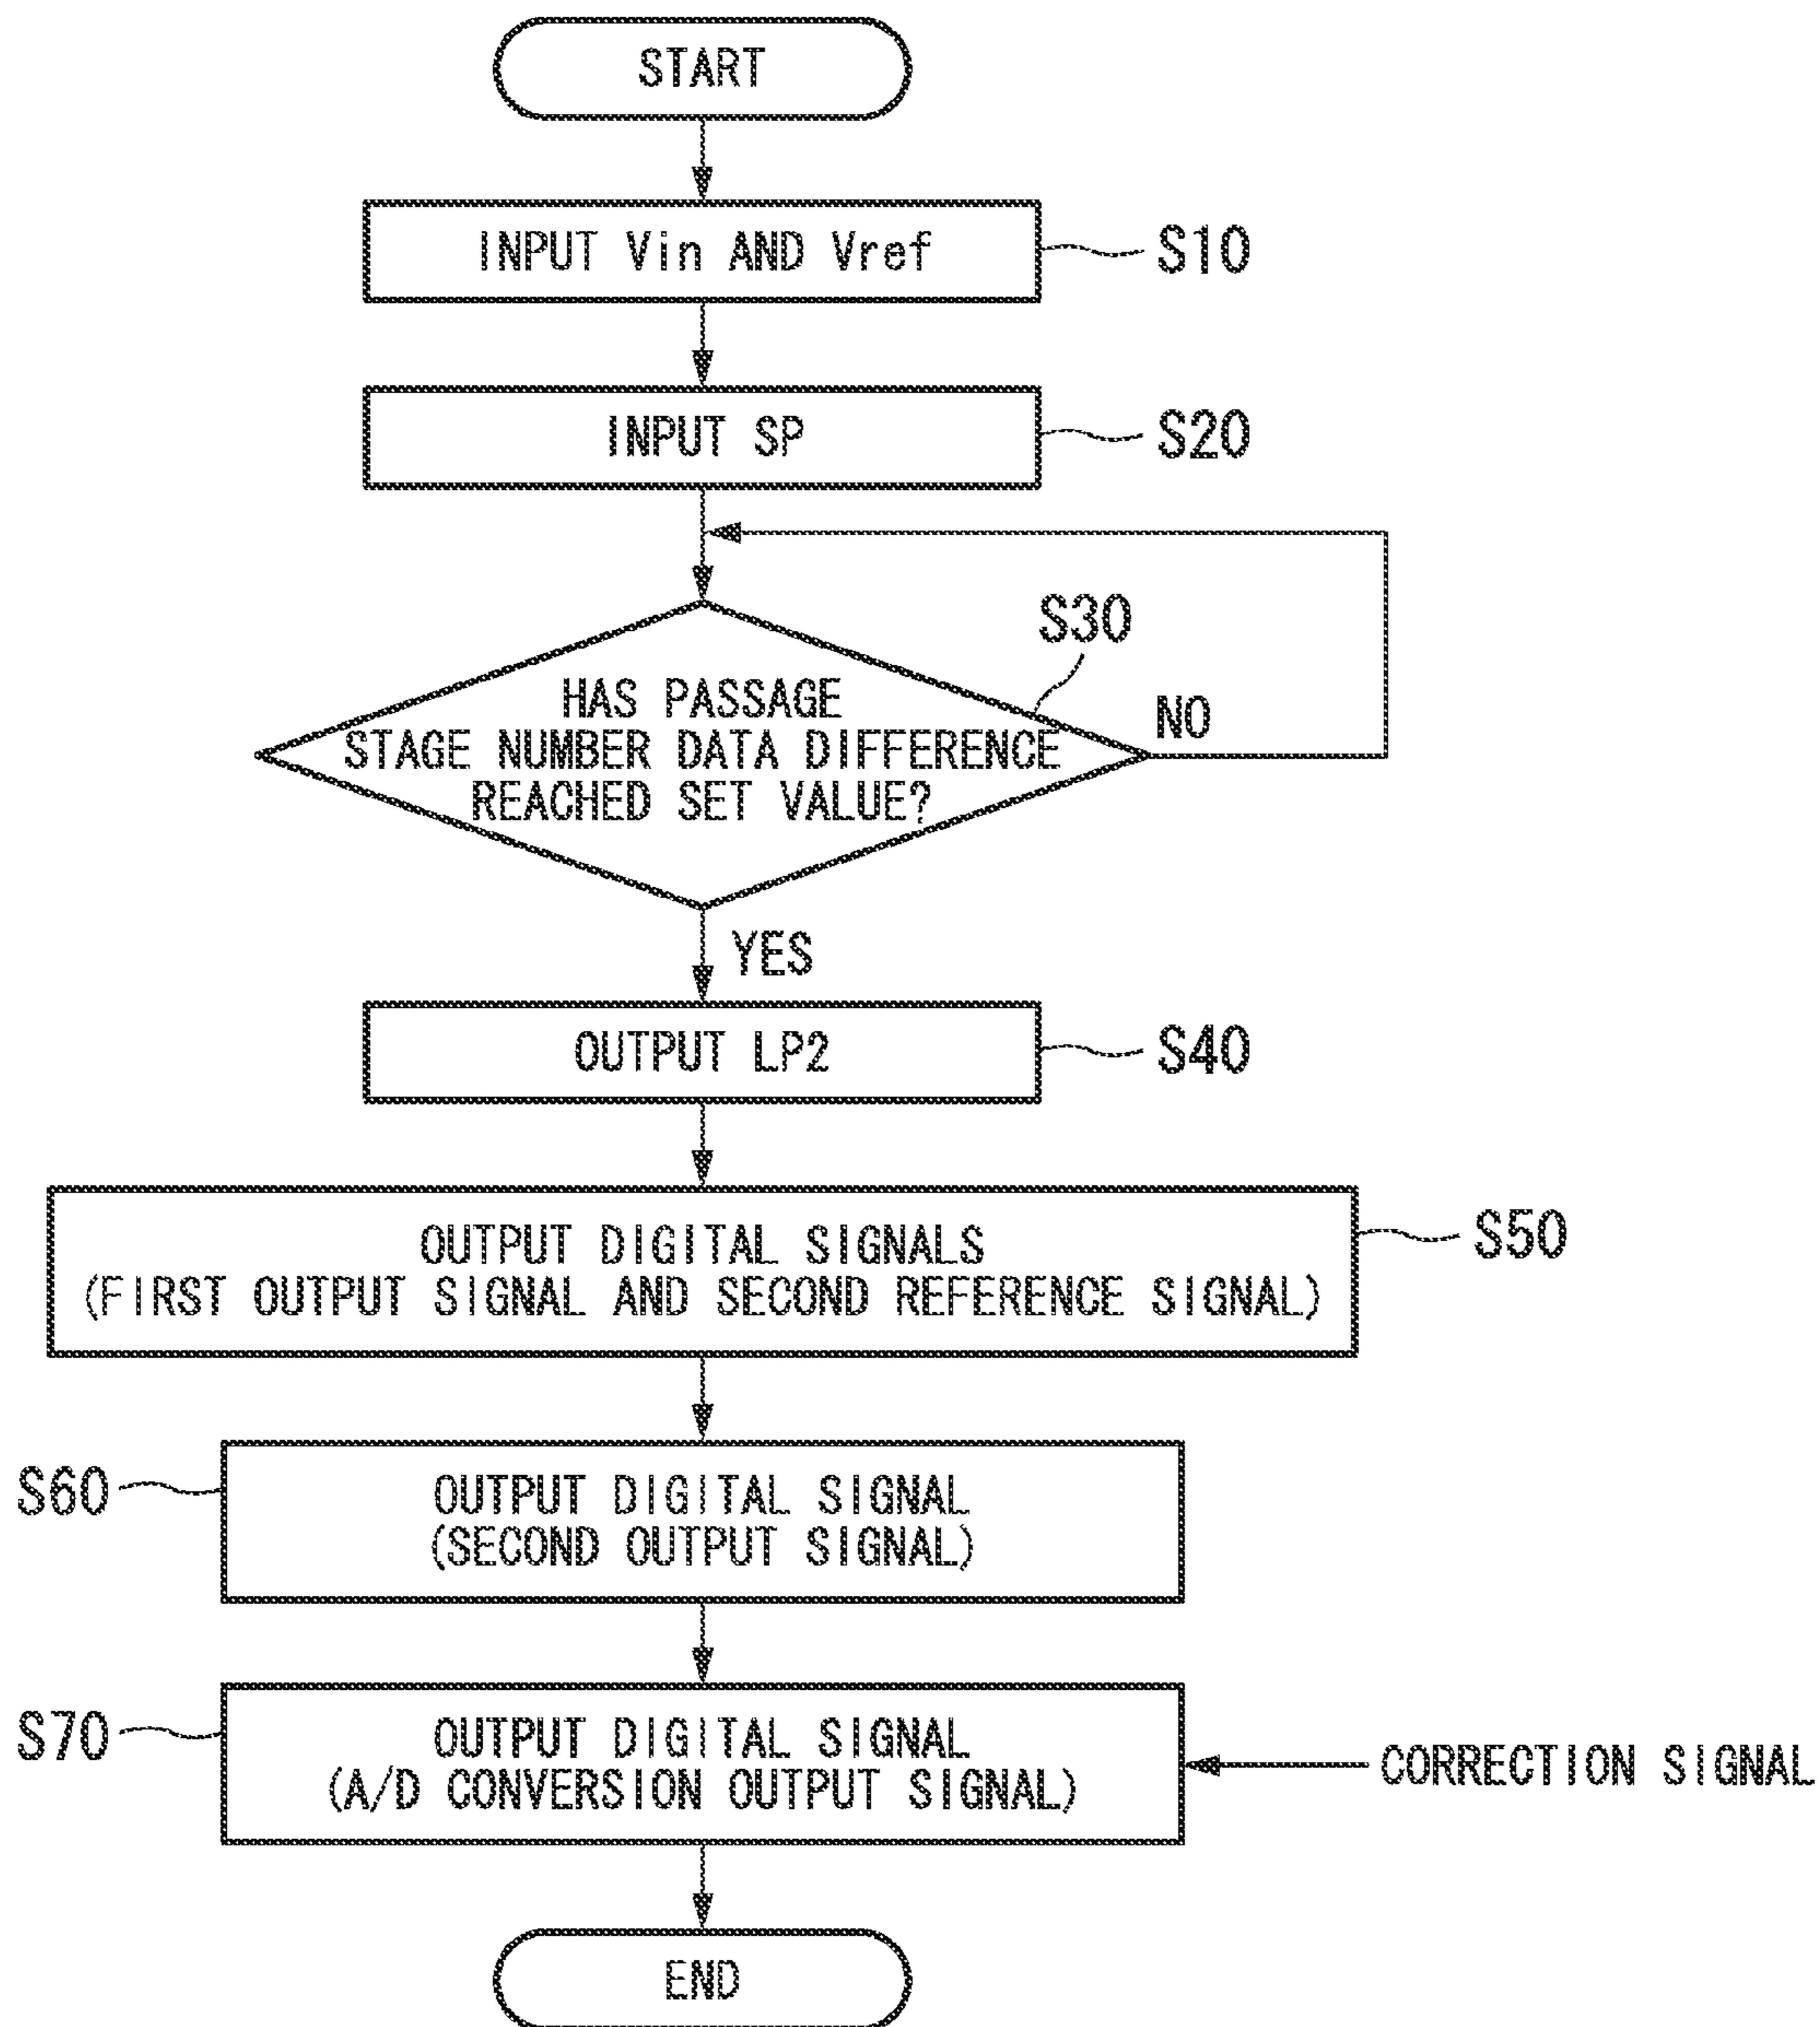 START
INPUT Vin AND Vref
S10
INPUT SP
S20
S30
HAS PASSAGE
STAGE NUMBER DATA DIFFERENCE
REACHED SET VALUE?
NO
YES
OUTPUT LP2
S40
OUTPUT DIGITAL SIGNALS
(FIRST OUTPUT SIGNAL AND SECOND REFERENCE SIGNAL)
S50
S60
OUTPUT DIGITAL SIGNAL
(SECOND OUTPUT SIGNAL)
S70
OUTPUT DIGITAL SIGNAL
(A/D CONVERSION OUTPUT SIGNAL)
CORRECTION SIGNAL
END